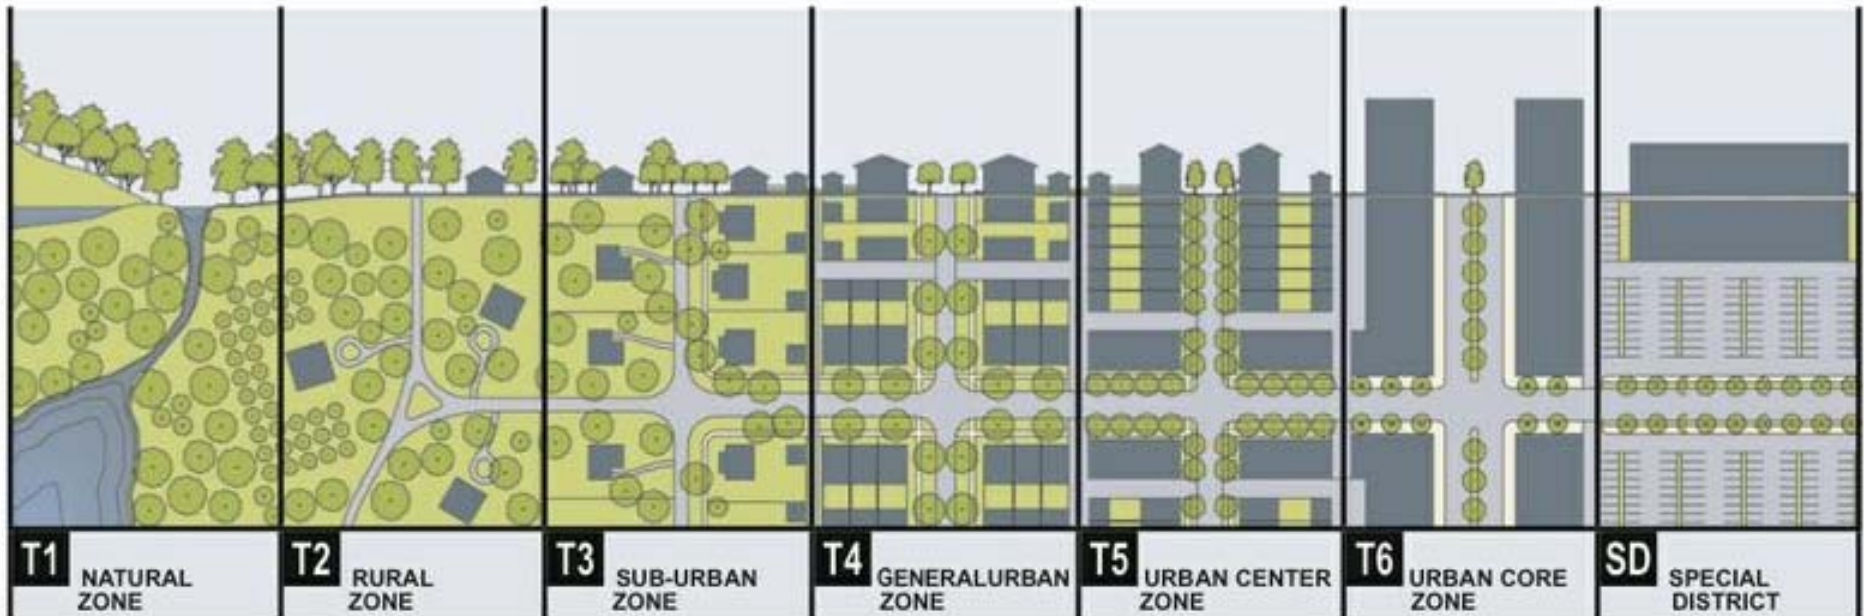 T1 NATURAL
ZONE
T2 RURAL
ZONE
T3 SUB-URBAN
ZONE
T4 GENERALURBAN
ZONE
T5 URBAN CENTER
ZONE
T6 URBAN CORE
ZONE
SD SPECIAL
DISTRICT